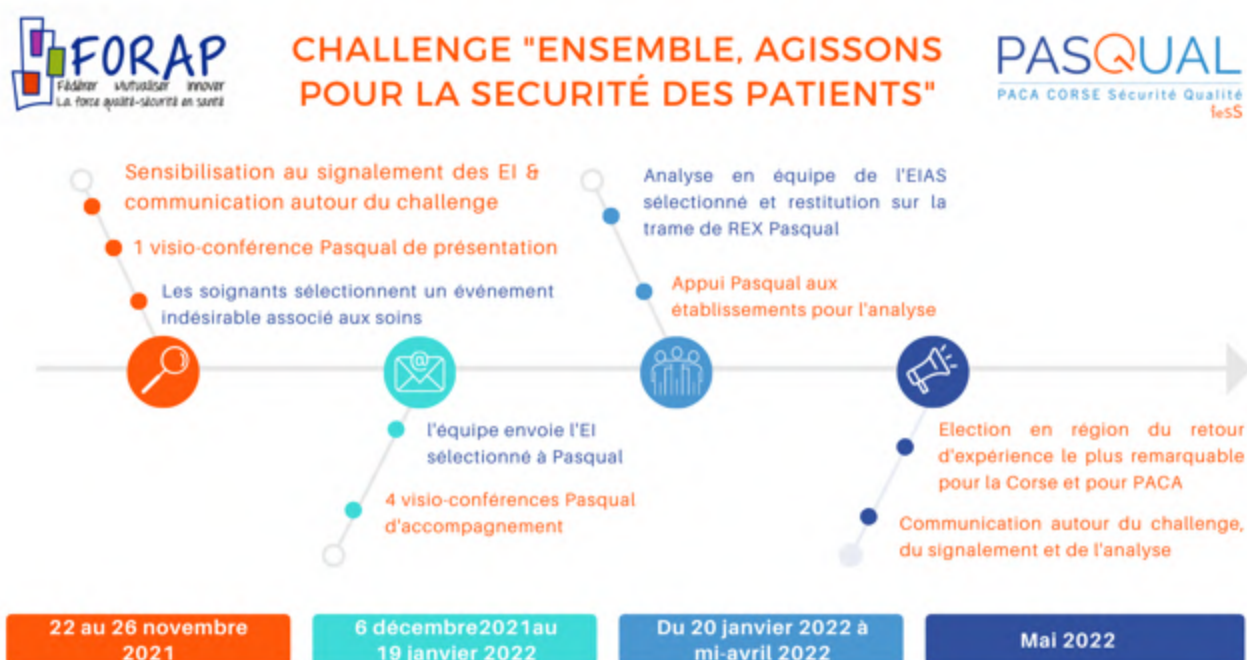 FORAP
Fédérer Mutualiser Innover
La force qualité-sécurité en santé
CHALLENGE "ENSEMBLE, AGISSONS
POUR LA SECURITÉ DES PATIENTS"
PASQUAL
PACA CORSE Sécurité Qualité
fesS
Sensibilisation au signalement des EI &
communication autour du challenge
1 visio-conférence Pasqual de présentation
Les soignants sélectionnent un événement
indésirable associé aux soins
@
l'équipe envoie l'EI
sélectionné à Pasqual
4 visio-conférences Pasqual
d'accompagnement
Analyse en équipe de l'EIAS
sélectionné et restitution sur la
trame de REX Pasqual
Appui Pasqual aux
établissements pour l'analyse
Election en région du retour
d'expérience le plus remarquable
pour la Corse et pour PACA
Communication autour du challenge,
du signalement et de l'analyse
22 au 26 novembre
2021
6 décembre2021au
19 janvier 2022
Du 20 janvier 2022 à
mi-avril 2022
Mai 2022